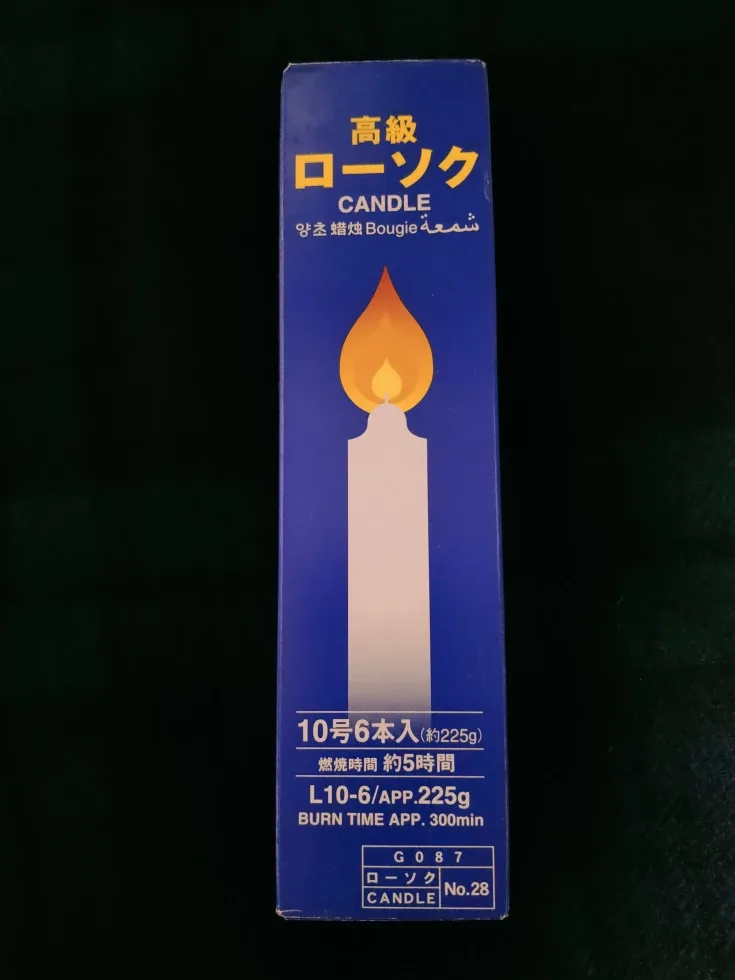 高級
ローソク
CANDLE
양초 蜡烛 Bougie شمعة
10号6本入(約225g)
燃焼時間 約5時間
L10-6/APP.225g
BURN TIME APP. 300min
G087
ローソク
CANDLE
No.28